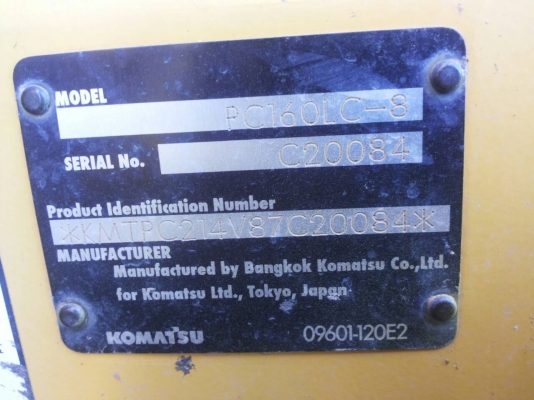 MODEL
PC160LC-8
SERIAL No.
C20084
Product Identification Number
*KMTPC214V87C20084*
MANUFACTURER
Manufactured by Bangkok Komatsu Co.,Ltd.
for Komatsu Ltd., Tokyo, Japan
KOMATSU
09601-120E2